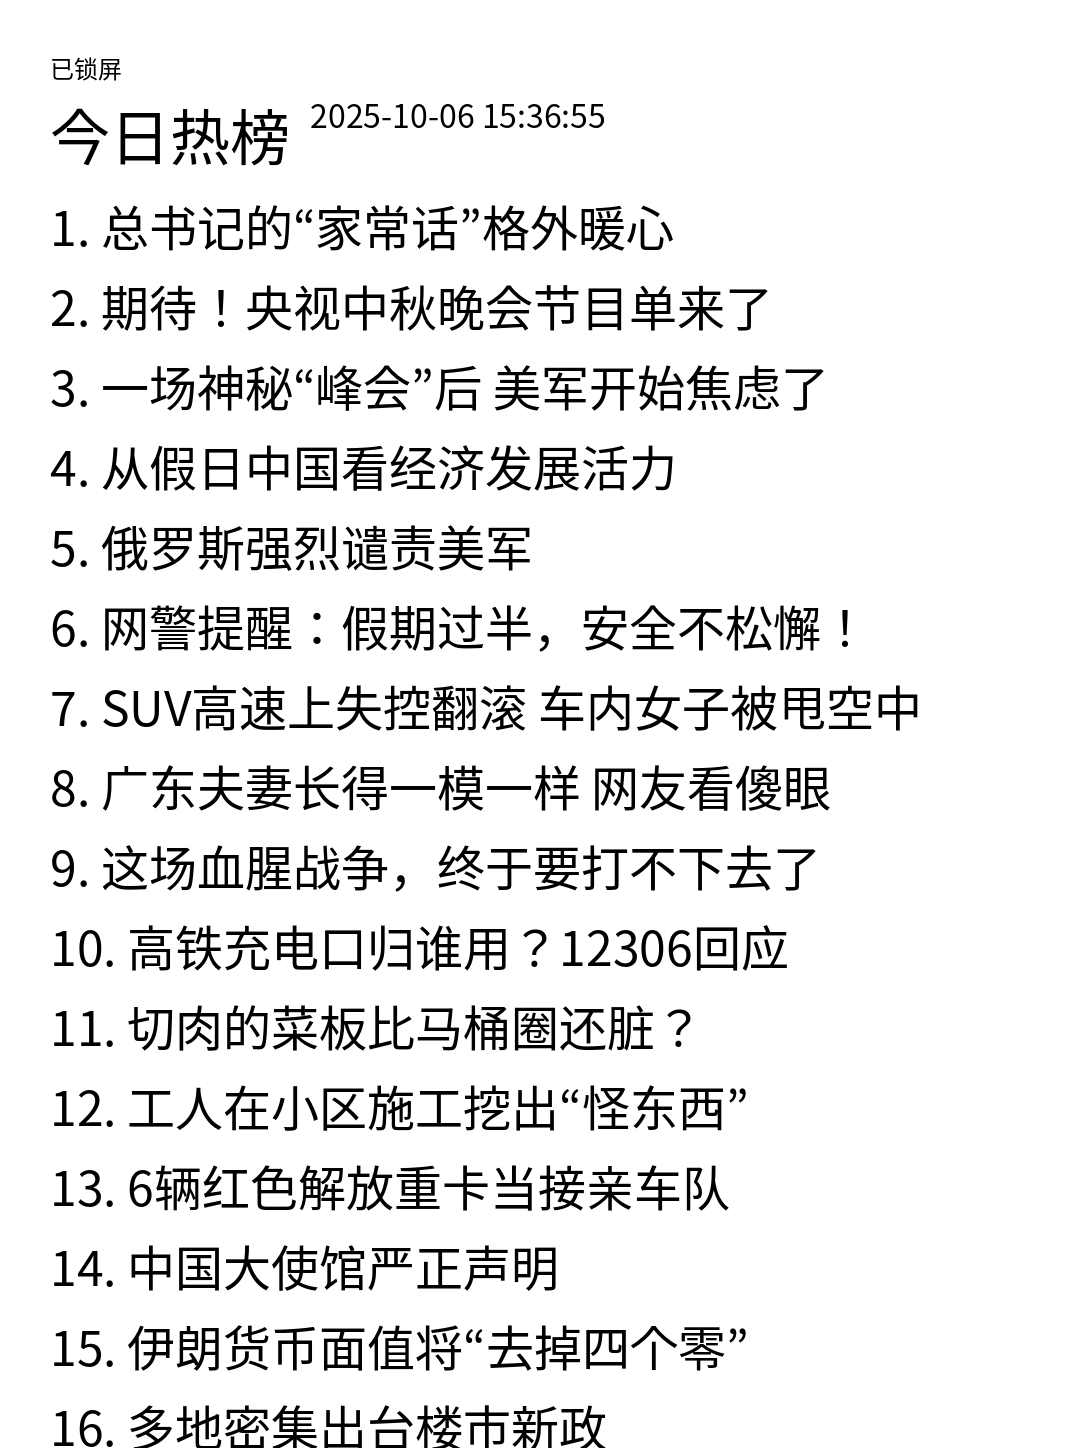 已锁屏
今日热榜 2025-10-06 15:36:55
1. 总书记的“家常话”格外暖心
2. 期待！央视中秋晚会节目单来了
3. 一场神秘“峰会”后 美军开始焦虑了
4. 从假日中国看经济发展活力
5. 俄罗斯强烈谴责美军
6. 网警提醒：假期过半，安全不松懈！
7. SUV高速上失控翻滚 车内女子被甩空中
8. 广东夫妻长得一模一样 网友看傻眼
9. 这场血腥战争，终于要打不下去了
10. 高铁充电口归谁用？12306回应
11. 切肉的菜板比马桶圈还脏？
12. 工人在小区施工挖出“怪东西”
13. 6辆红色解放重卡当接亲车队
14. 中国大使馆严正声明
15. 伊朗货币面值将“去掉四个零”
16. 多地密集出台楼市新政